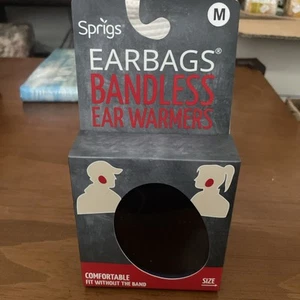 Sprigs
M
EARBAGS®
BANDLESS
EAR WARMERS
COMFORTABLE
FIT WITHOUT THE BAND
SIZE